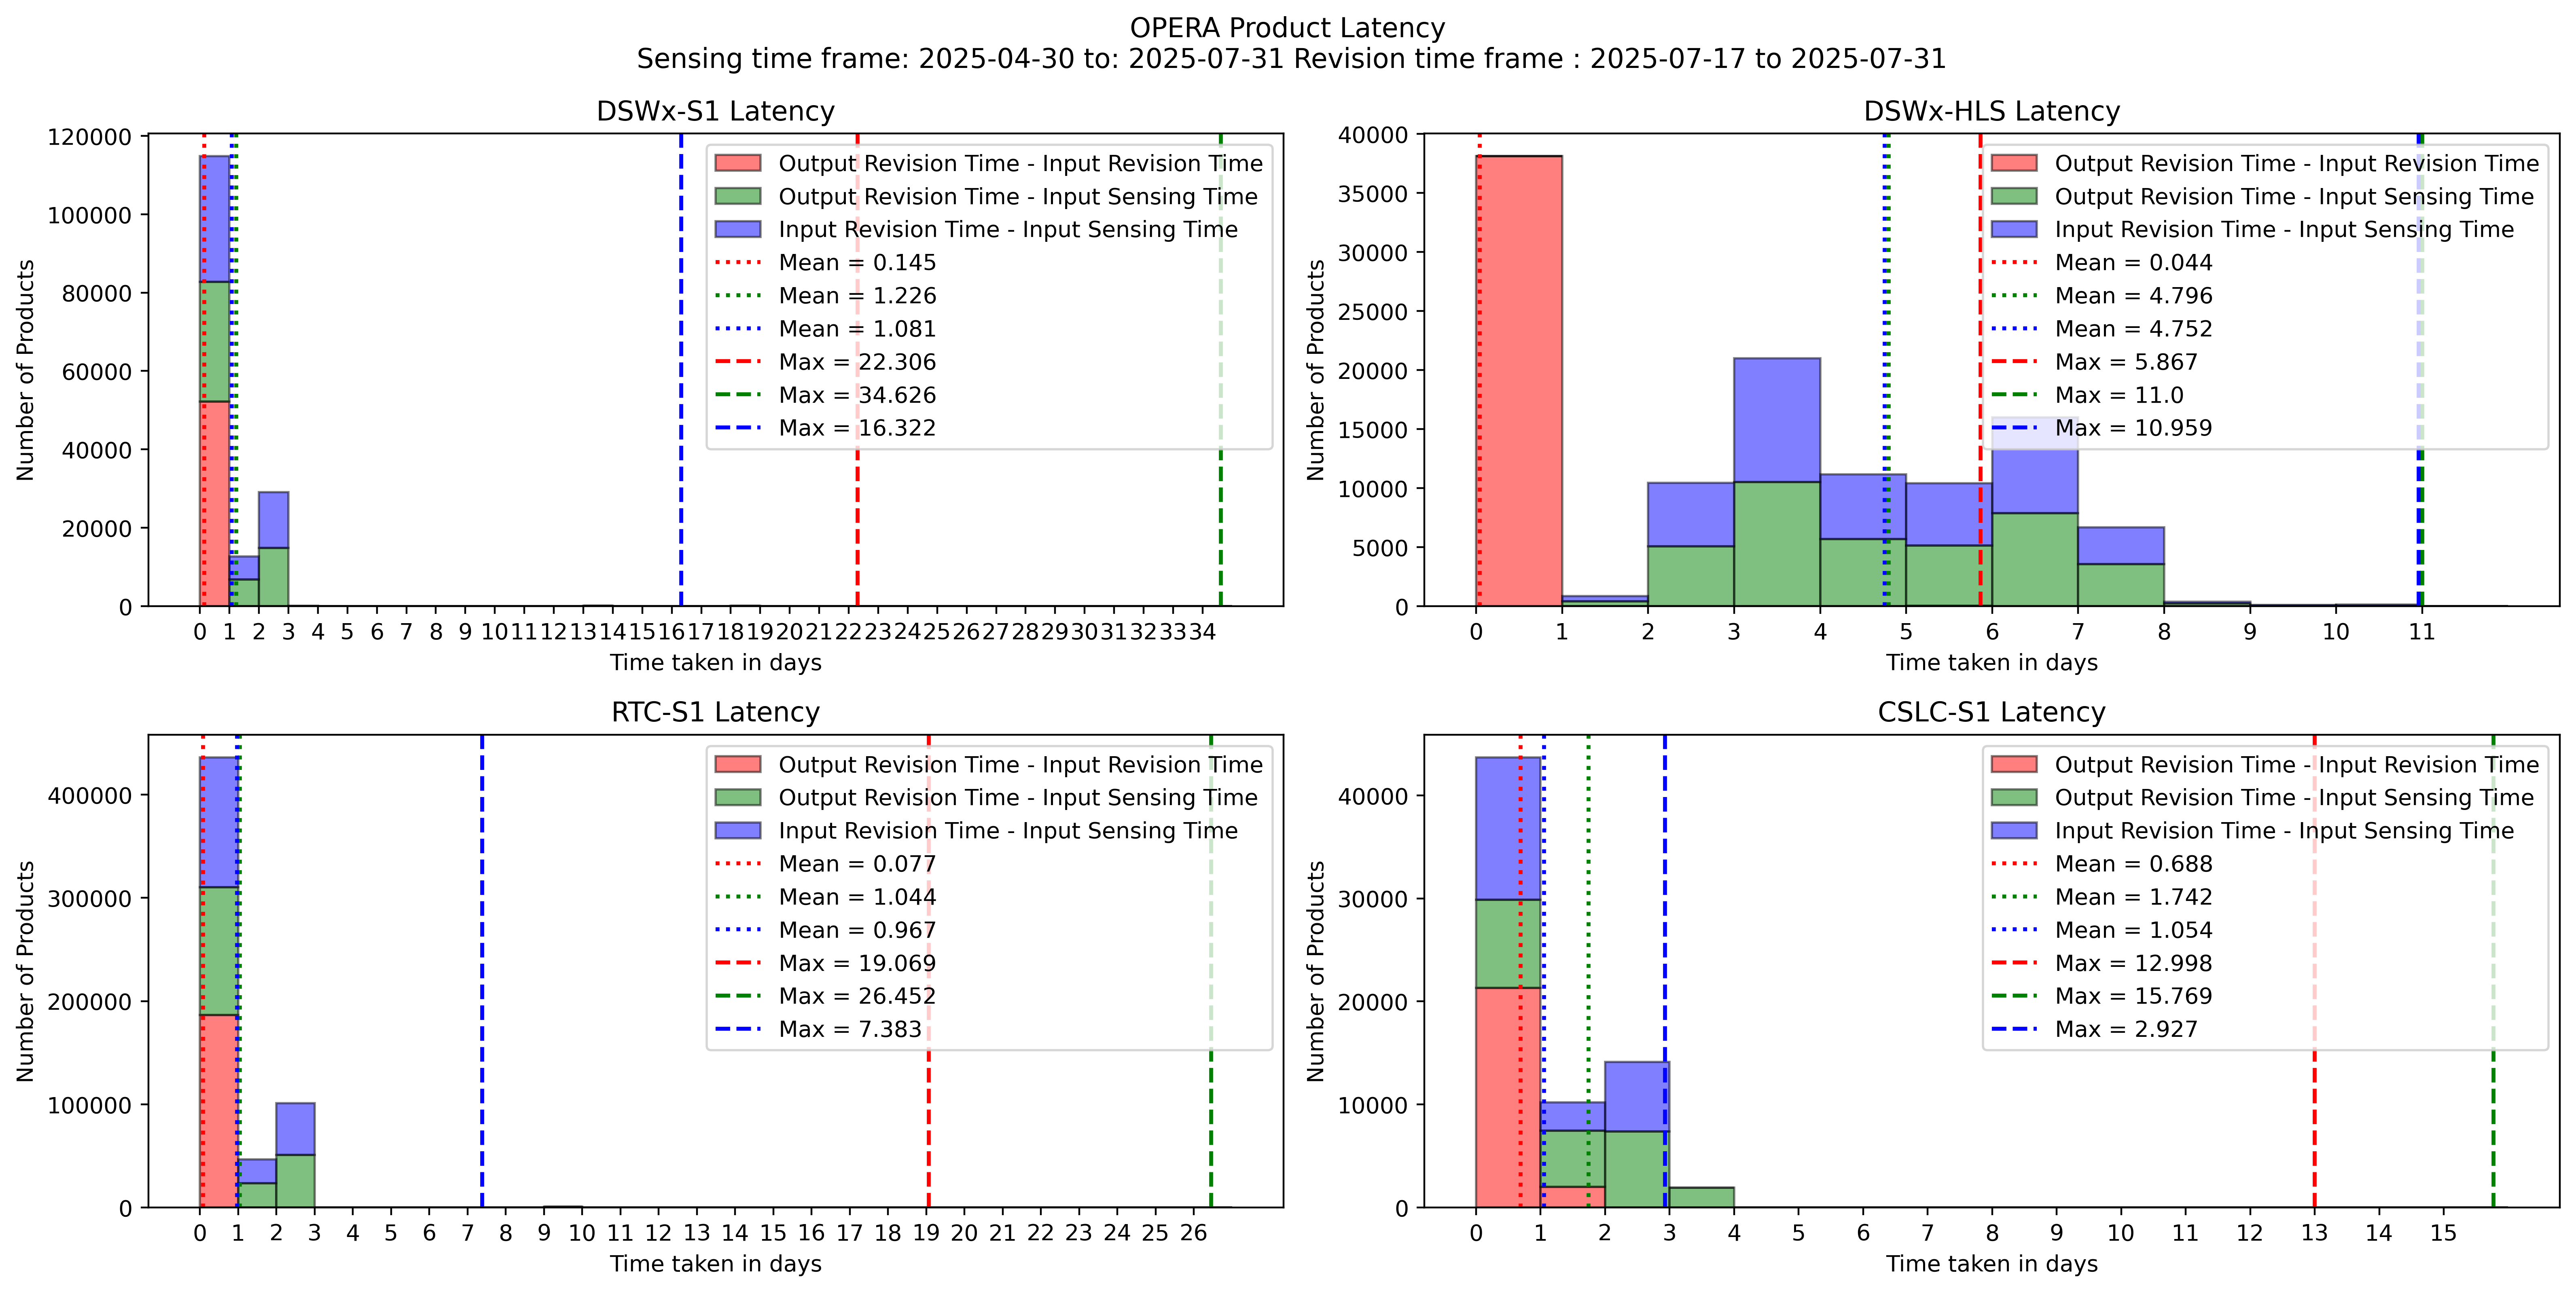 OPERA Product Latency
Sensing time frame: 2025-04-30 to: 2025-07-31 Revision time frame : 2025-07-17 to 2025-07-31
DSWx-S1 Latency
Number of Products
120000
100000
80000
60000
40000
20000
0
Output Revision Time - Input Revision Time
Output Revision Time - Input Sensing Time
Input Revision Time - Input Sensing Time
Mean = 0.145
Mean = 1.226
Mean = 1.081
Max = 22.306
Max = 34.626
Max = 16.322
0 1 2 3 4 5 6 7 8 9 10 11 12 13 14 15 16 17 18 19 20 21 22 23 24 25 26 27 28 29 30 31 32 33 34
Time taken in days
DSWx-HLS Latency
Number of Products
40000
35000
30000
25000
20000
15000
10000
5000
0
Output Revision Time - Input Revision Time
Output Revision Time - Input Sensing Time
Input Revision Time - Input Sensing Time
Mean = 0.044
Mean = 4.796
Mean = 4.752
Max = 5.867
Max = 11.0
Max = 10.959
0 1 2 3 4 5 6 7 8 9 10 11
Time taken in days
RTC-S1 Latency
Number of Products
400000
300000
200000
100000
0
Output Revision Time - Input Revision Time
Output Revision Time - Input Sensing Time
Input Revision Time - Input Sensing Time
Mean = 0.077
Mean = 1.044
Mean = 0.967
Max = 19.069
Max = 26.452
Max = 7.383
0 1 2 3 4 5 6 7 8 9 10 11 12 13 14 15 16 17 18 19 20 21 22 23 24 25 26
Time taken in days
CSLC-S1 Latency
Number of Products
40000
30000
20000
10000
0
Output Revision Time - Input Revision Time
Output Revision Time - Input Sensing Time
Input Revision Time - Input Sensing Time
Mean = 0.688
Mean = 1.742
Mean = 1.054
Max = 12.998
Max = 15.769
Max = 2.927
0 1 2 3 4 5 6 7 8 9 10 11 12 13 14 15
Time taken in days